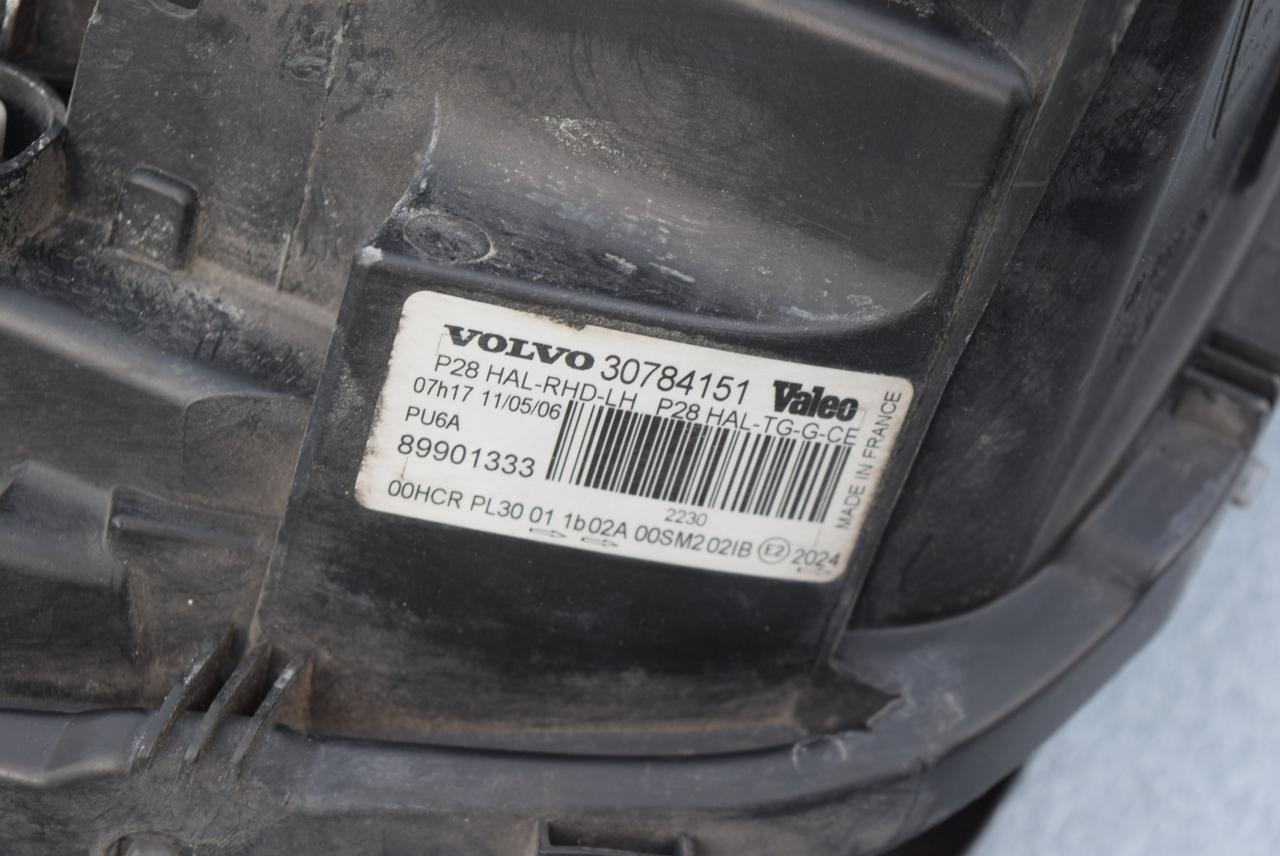 VOLVO 30784151 Valeo
P28 HAL-RHD-LH P28 HAL-TG-G-CE
07h17 11/05/06
PU6A
89901333
2230
00HCR PL30 01 1b02A 00SM2 02IB E2 2024
MADE IN FRANCE